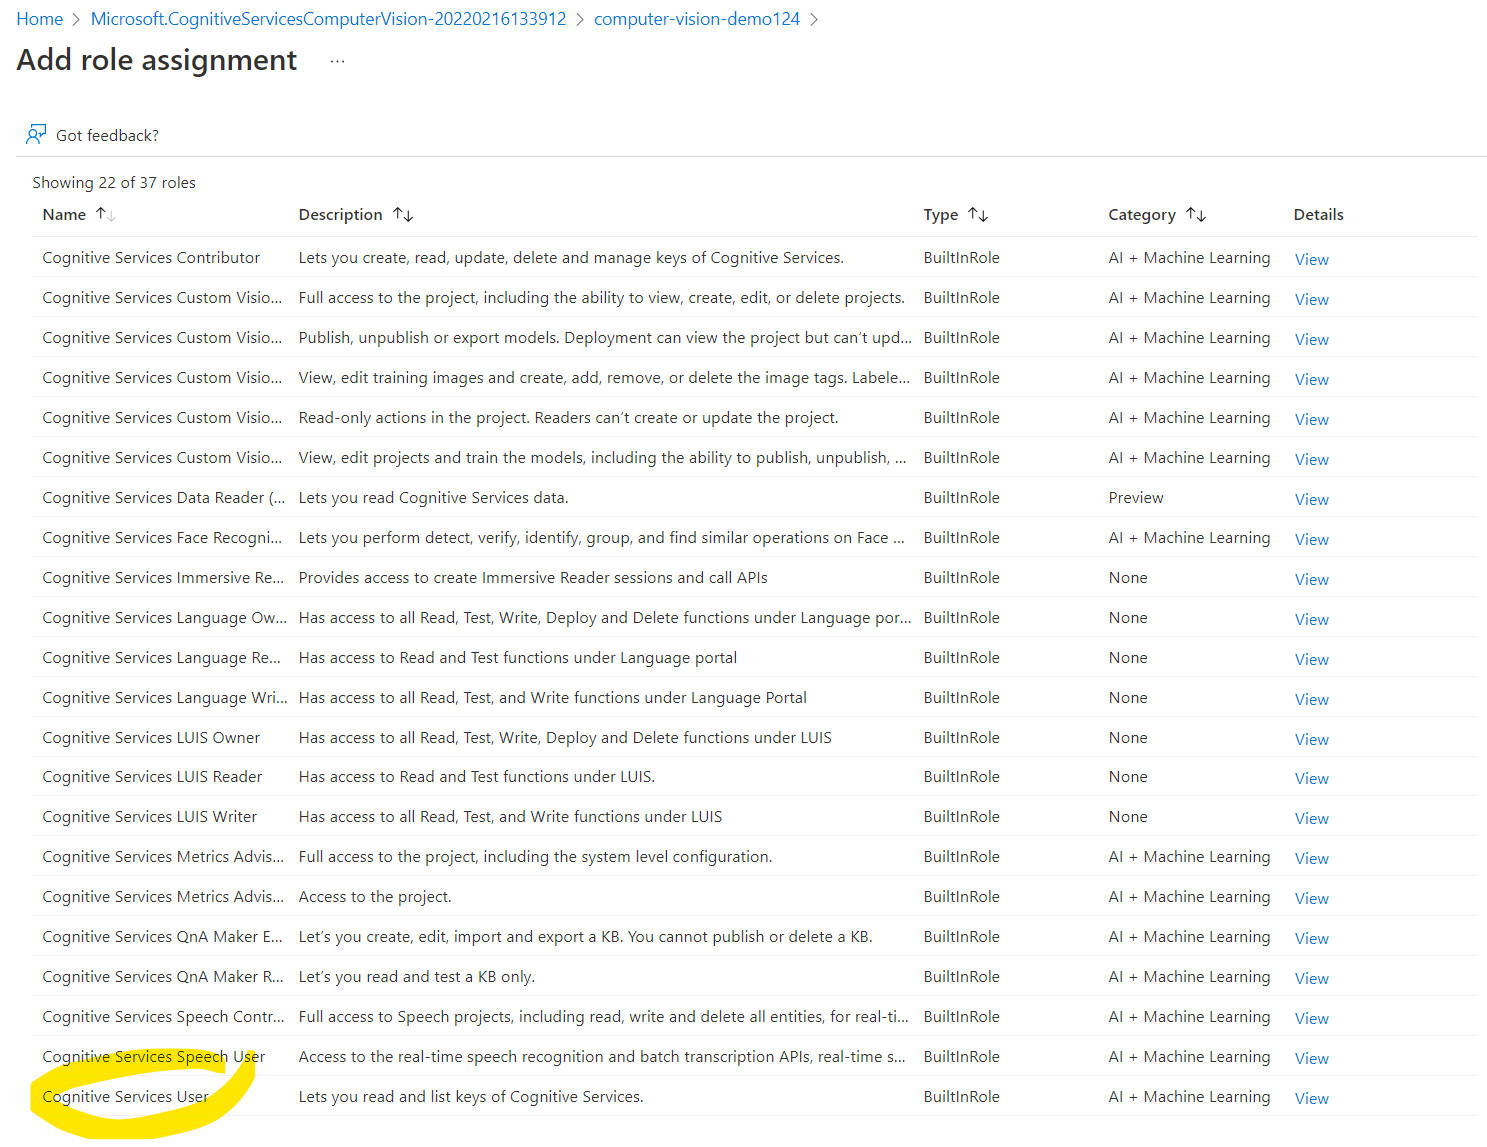 Home > Microsoft.CognitiveServicesComputerVision-20220216133912 > computer-vision-demo124 >
Add role assignment ...
Got feedback?
Showing 22 of 37 roles
Name Description Type Category Details
Cognitive Services Contributor Lets you create, read, update, delete and manage keys of Cognitive Services. BuiltInRole AI + Machine Learning View
Cognitive Services Custom Visio... Full access to the project, including the ability to view, create, edit, or delete projects. BuiltInRole AI + Machine Learning View
Cognitive Services Custom Visio... Publish, unpublish or export models. Deployment can view the project but can't upd... BuiltInRole AI + Machine Learning View
Cognitive Services Custom Visio... View, edit training images and create, add, remove, or delete the image tags. Labele... BuiltInRole AI + Machine Learning View
Cognitive Services Custom Visio... Read-only actions in the project. Readers can't create or update the project. BuiltInRole AI + Machine Learning View
Cognitive Services Custom Visio... View, edit projects and train the models, including the ability to publish, unpublish, ... BuiltInRole AI + Machine Learning View
Cognitive Services Data Reader (... Lets you read Cognitive Services data. BuiltInRole Preview View
Cognitive Services Face Recogni... Lets you perform detect, verify, identify, group, and find similar operations on Face ... BuiltInRole AI + Machine Learning View
Cognitive Services Immersive Re... Provides access to create Immersive Reader sessions and call APIs BuiltInRole None View
Cognitive Services Language Ow... Has access to all Read, Test, Write, Deploy and Delete functions under Language por... BuiltInRole None View
Cognitive Services Language Re... Has access to Read and Test functions under Language portal BuiltInRole None View
Cognitive Services Language Wri... Has access to all Read, Test, and Write functions under Language Portal BuiltInRole None View
Cognitive Services LUIS Owner Has access to all Read, Test, Write, Deploy and Delete functions under LUIS BuiltInRole None View
Cognitive Services LUIS Reader Has access to Read and Test functions under LUIS. BuiltInRole None View
Cognitive Services LUIS Writer Has access to all Read, Test, and Write functions under LUIS BuiltInRole None View
Cognitive Services Metrics Advis... Full access to the project, including the system level configuration. BuiltInRole AI + Machine Learning View
Cognitive Services Metrics Advis... Access to the project. BuiltInRole AI + Machine Learning View
Cognitive Services QnA Maker E... Let's you create, edit, import and export a KB. You cannot publish or delete a KB. BuiltInRole AI + Machine Learning View
Cognitive Services QnA Maker R... Let's you read and test a KB only. BuiltInRole AI + Machine Learning View
Cognitive Services Speech Contr... Full access to Speech projects, including read, write and delete all entities, for real-ti... BuiltInRole AI + Machine Learning View
Cognitive Services Speech User Access to the real-time speech recognition and batch transcription APIs, real-time s... BuiltInRole AI + Machine Learning View
Cognitive Services User Lets you read and list keys of Cognitive Services. BuiltInRole AI + Machine Learning View